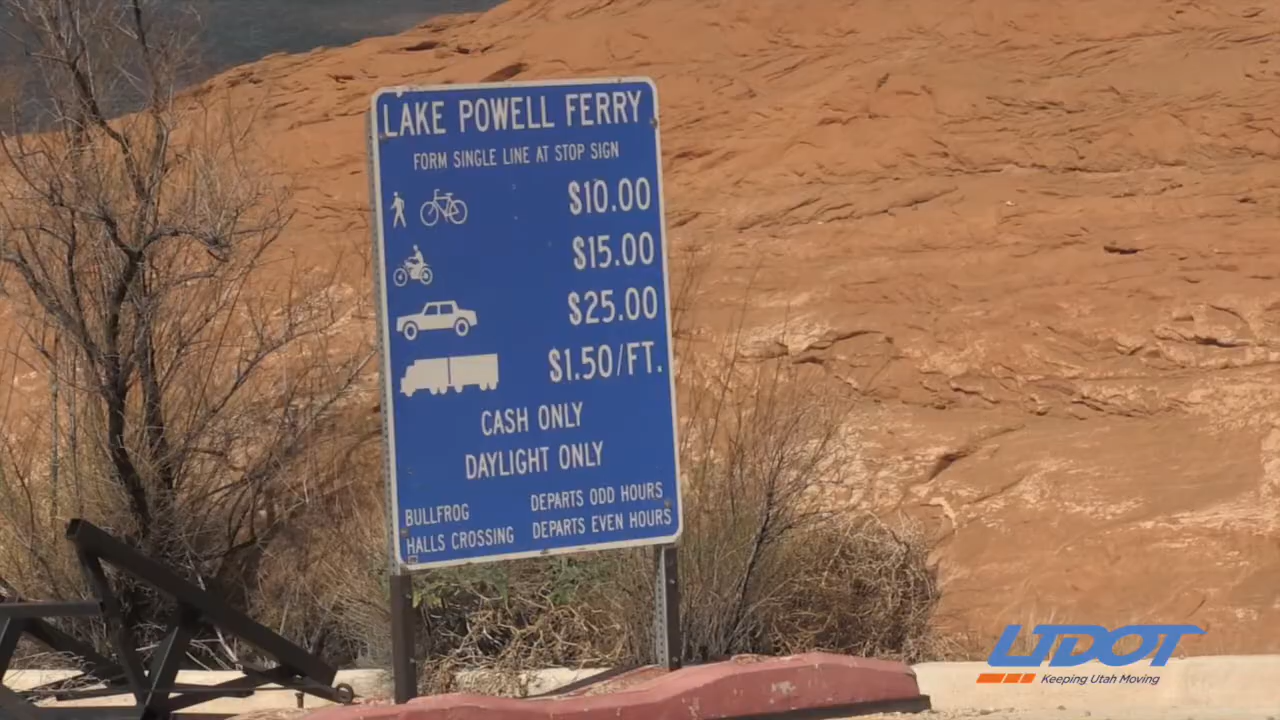 LAKE POWELL FERRY
FORM SINGLE LINE AT STOP SIGN
$10.00
$15.00
$25.00
$1.50/FT.
CASH ONLY
DAYLIGHT ONLY
BULLFROG DEPARTS ODD HOURS
HALLS CROSSING DEPARTS EVEN HOURS
UDOT
Keeping Utah Moving